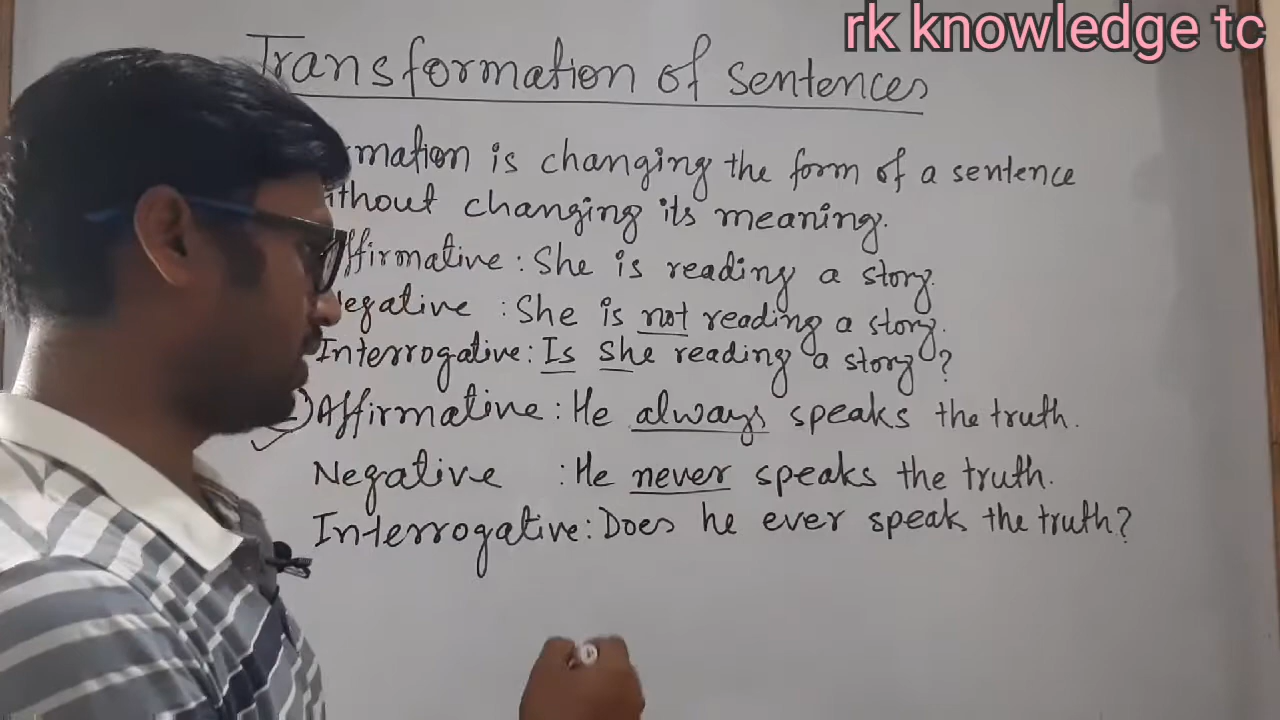 rk knowledge tc
Transformation of sentences
mation is changing the form of a sentence
ithout changing its meaning.
ffirmative : She is reading a story.
egative : She is not reading a story.
Interrogative : Is she reading a story ?
Affirmative : He always speaks the truth.
Negative : He never speaks the truth.
Interrogative : Does he ever speak the truth?